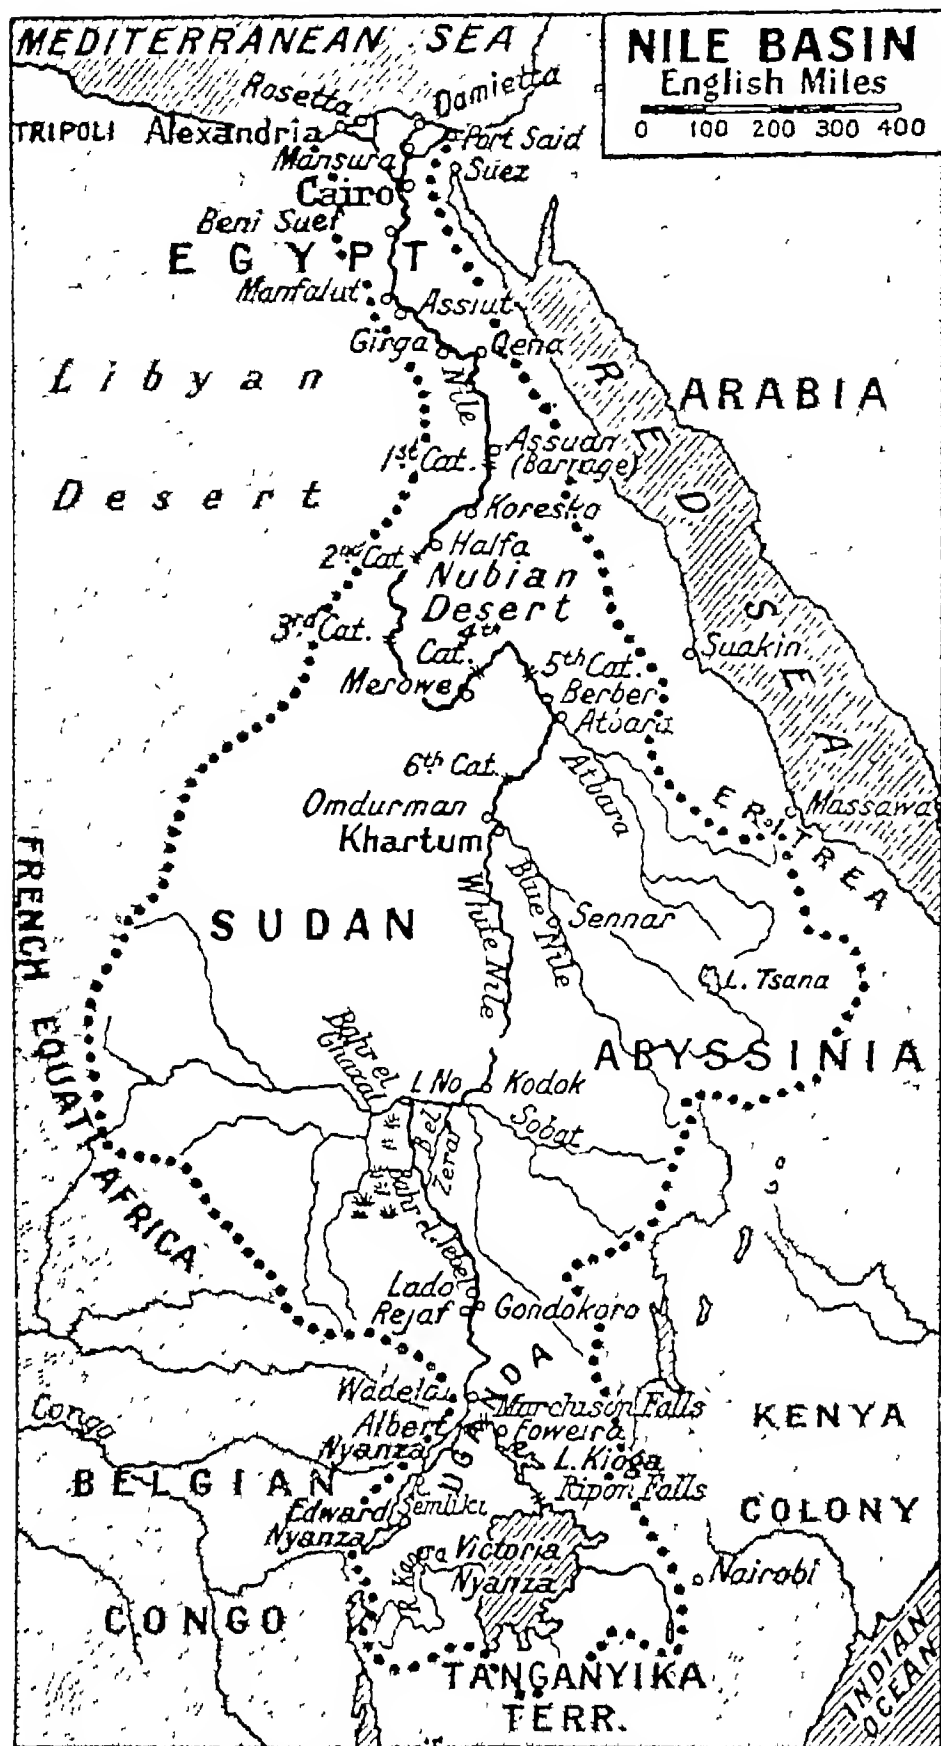 NILE BASIN
English Miles
0 100 200 300 400
MEDITERRANEAN SEA
Rosetta
Damietta
TRIPOLI
Alexandria
Port Said
Mansura
Suez
Cairo
Beni Suef
EGYPT
Manfalut
Assiut
Girga
Qena
Nile
Libyan
Desert
ARABIA
RED SEA
1st Cat.
Assuan
(Barrage)
Korosko
2nd Cat.
Halfa
Nubian
Desert
3rd Cat.
4th
Cat.
5th Cat.
Suakin
Merowe
Berber
Atbara
6th Cat.
Atbara
Omdurman
Khartum
ERITREA
Massawa
FRENCH EQUAT. AFRICA
SUDAN
White Nile
Blue Nile
Sennar
L. Tsana
ABYSSINIA
Bahr el
Ghazal
L No
Kodok
Sobat
Bel
Zeraf
Bahr el Jebel
Lado
Rejaf
Gondokoro
UGANDA
Wadelai
Murchison Falls
Albert
Nyanza
Foweira
Congo
KENYA
COLONY
L. Kioga
Ripon Falls
BELGIAN
CONGO
R.
Semliki
Edward
Nyanza
Victoria
Nyanza
Nairobi
TANGANYIKA
TERR.
INDIAN
OCEAN